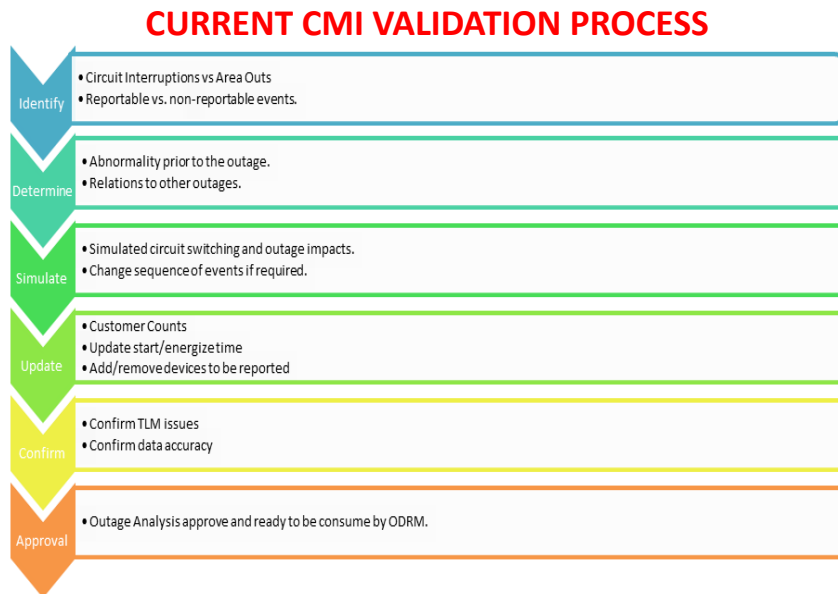 CURRENT CMI VALIDATION PROCESS
Identify
• Circuit Interruptions vs Area Outs
• Reportable vs. non-reportable events.
Determine
• Abnormality prior to the outage.
• Relations to other outages.
Simulate
• Simulated circuit switching and outage impacts.
• Change sequence of events if required.
Update
• Customer Counts
• Update start/energize time
• Add/remove devices to be reported
Confirm
• Confirm TLM issues
• Confirm data accuracy
Approval
• Outage Analysis approve and ready to be consume by ODRM.